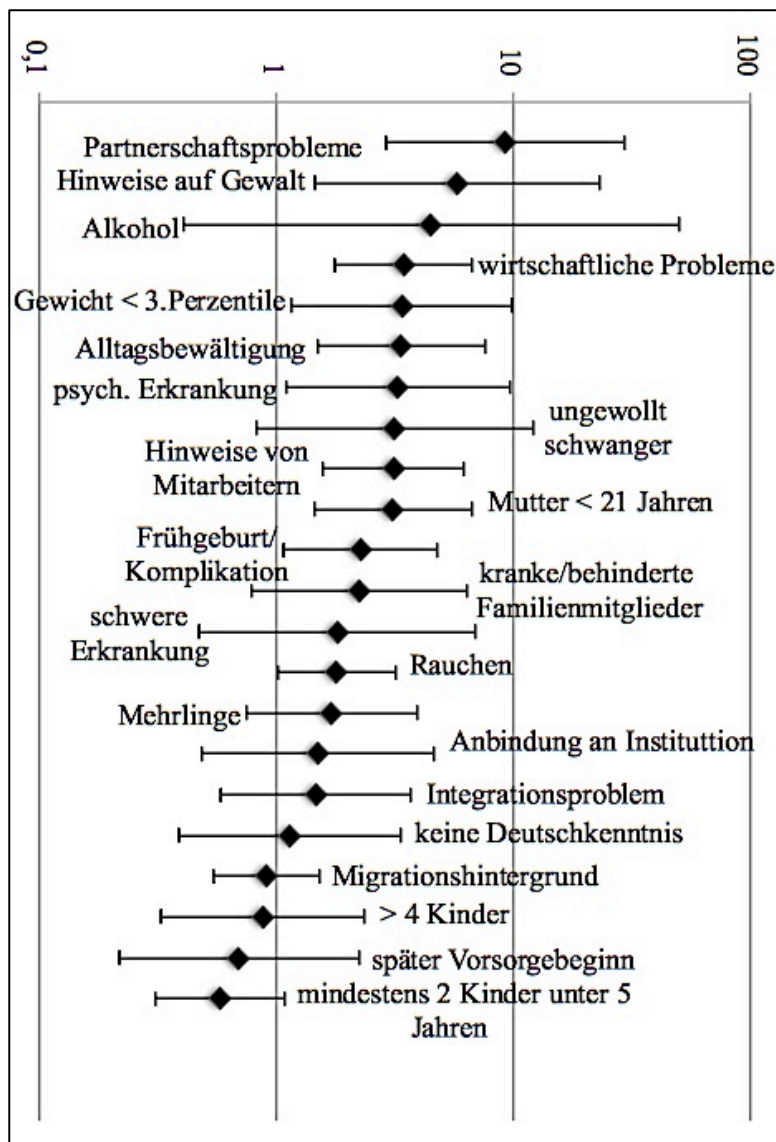 0,1
1
10
100
Partnerschaftsprobleme
Hinweise auf Gewalt
Alkohol
wirtschaftliche Probleme
Gewicht < 3.Perzentile
Alltagsbewältigung
psych. Erkrankung
ungewollt
schwanger
Hinweise von
Mitarbeitern
Mutter < 21 Jahren
Frühgeburt/
Komplikation
kranke/behinderte
Familienmitglieder
schwere
Erkrankung
Rauchen
Mehrlinge
Anbindung an Instituttion
Integrationsproblem
keine Deutschkenntnis
Migrationshintergrund
> 4 Kinder
später Vorsorgebeginn
mindestens 2 Kinder unter 5
Jahren